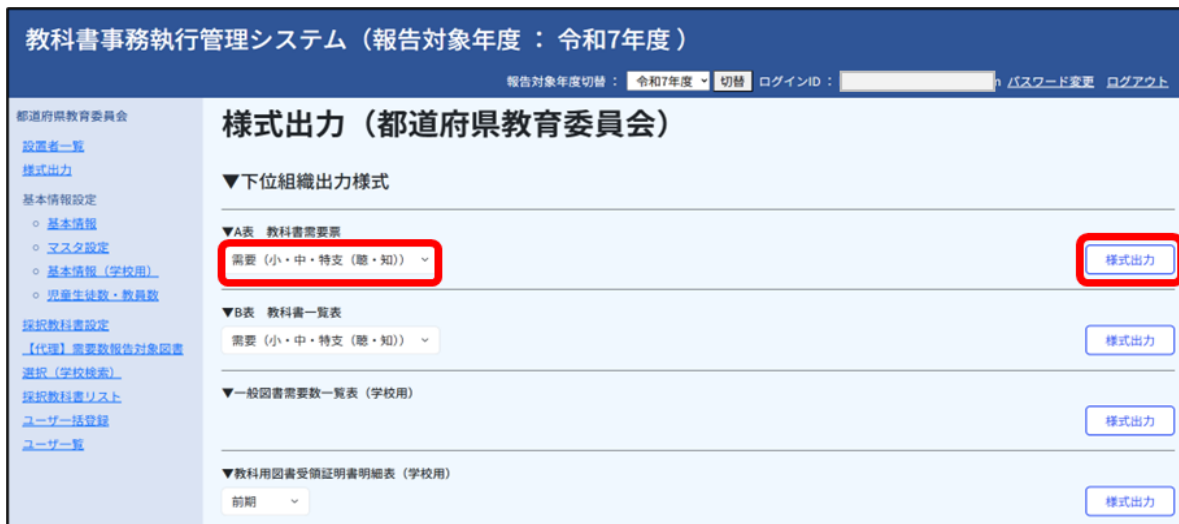 教科書事務執行管理システム（報告対象年度 ： 令和7年度 ）
報告対象年度切替 ： 令和7年度 切替 ログインID ： パスワード変更 ログアウト
都道府県教育委員会
設置者一覧
様式出力
基本情報設定
基本情報
マスタ設定
基本情報（学校用）
児童生徒数・教員数
採択教科書設定
【代理】需要数報告対象図書
選択（学校検索）
採択教科書リスト
ユーザ一括登録
ユーザ一覧
様式出力（都道府県教育委員会）
▼下位組織出力様式
▼A表　教科書需要票
需要（小・中・特支（聴・知））
様式出力
▼B表　教科書一覧表
需要（小・中・特支（聴・知））
様式出力
▼一般図書需要数一覧表（学校用）
様式出力
▼教科用図書受領証明書明細表（学校用）
前期
様式出力